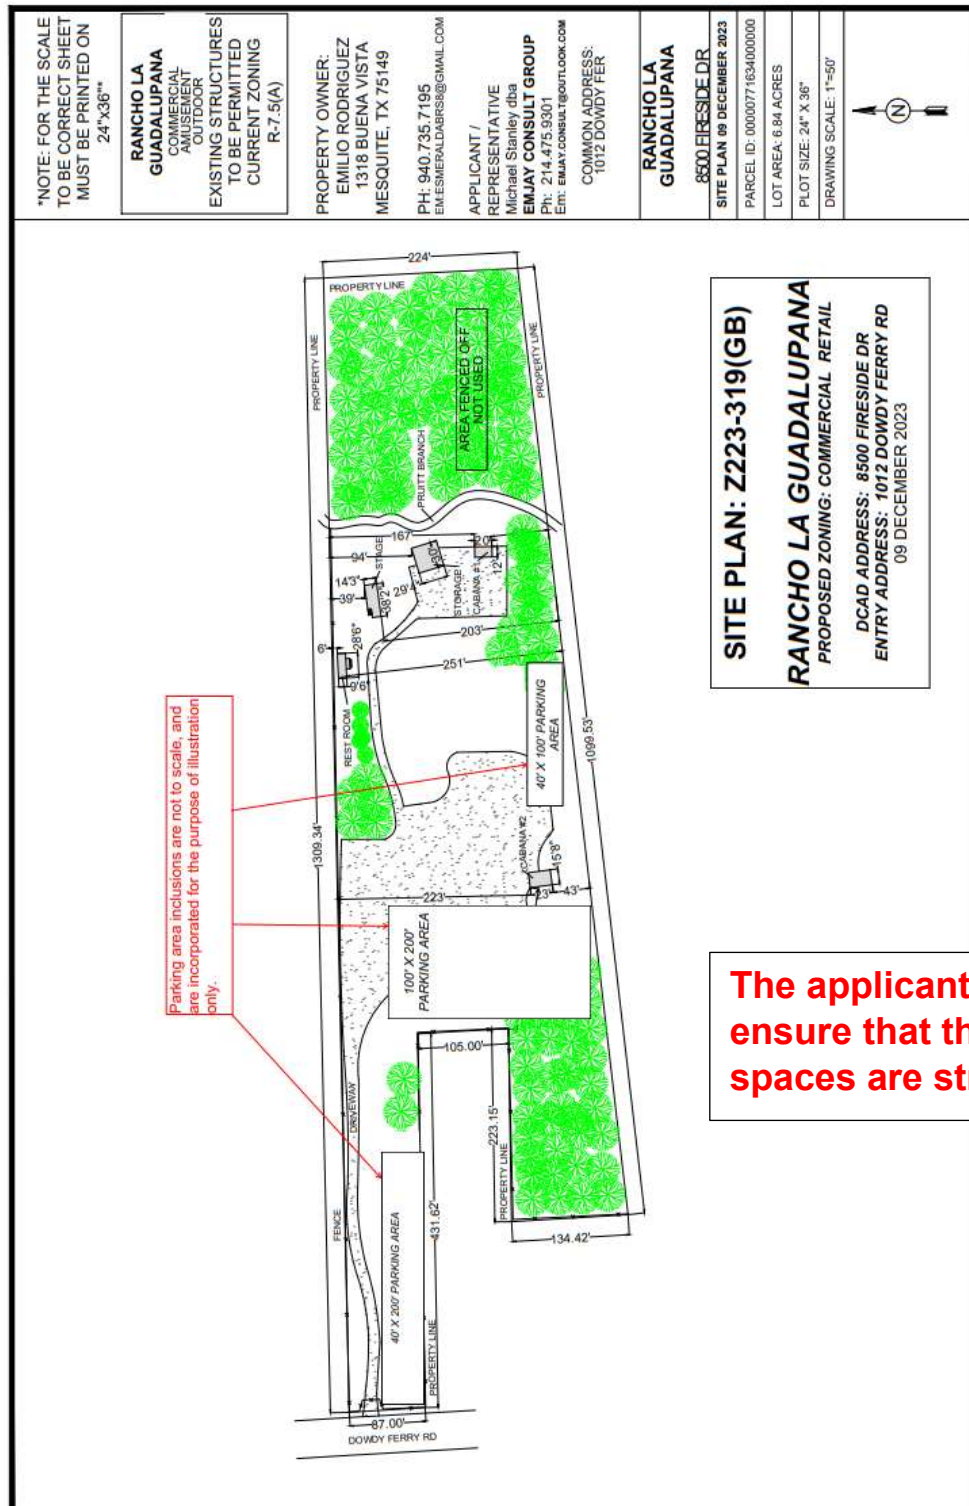 *NOTE: FOR THE SCALE
TO BE CORRECT SHEET
MUST BE PRINTED ON
24"x36"*
RANCHO LA
GUADALUPANA
COMMERCIAL
AMUSEMENT
OUTDOOR
EXISTING STRUCTURES
TO BE PERMITTED
CURRENT ZONING
R-7.5(A)
PROPERTY OWNER:
EMILIO RODRIGUEZ
1318 BUENA VISTA
MESQUITE, TX 75149
PH: 940.735.7195
EM:ESMERALDABRS8@GMAIL.COM
APPLICANT /
REPRESENTATIVE
Michael Stanley dba
EMJAY CONSULT GROUP
Ph: 214.475.9301
Em: EMJAY.CONSULT@OUTLOOK.COM
COMMON ADDRESS:
1012 DOWDY FER
RANCHO LA
GUADALUPANA
8500 FIRESIDE DR
SITE PLAN 09 DECEMBER 2023
PARCEL ID: 00000771634000000
LOT AREA: 6.84 ACRES
PLOT SIZE: 24" X 36"
DRAWING SCALE: 1"=50'
N
224'
PROPERTY LINE
PROPERTY LINE
PROPERTY LINE
AREA FENCED OFF
NOT USED
PRUITT BRANCH
167'
94'
STAGE
14'3"
39'
38'2"
29'4"
30'
20'
12'
STORAGE
CABANA #1
203'
251'
6'
28'6"
9'6"
REST ROOM
40' X 100' PARKING
AREA
1099.53'
1309.34'
CABANA #2
15'8"
23'
43'
223'
100' X 200'
PARKING AREA
105.00'
DRIVEWAY
223.15'
PROPERTY LINE
134.42'
FENCE
431.62'
40' X 200' PARKING AREA
PROPERTY LINE
87.00'
DOWDY FERRY RD
Parking area inclusions are not to scale, and
are incorporated for the purpose of illustration
only.
SITE PLAN: Z223-319(GB)
RANCHO LA GUADALUPANA
PROPOSED ZONING: COMMERCIAL RETAIL
DCAD ADDRESS: 8500 FIRESIDE DR
ENTRY ADDRESS: 1012 DOWDY FERRY RD
09 DECEMBER 2023
The applicant
ensure that th
spaces are str